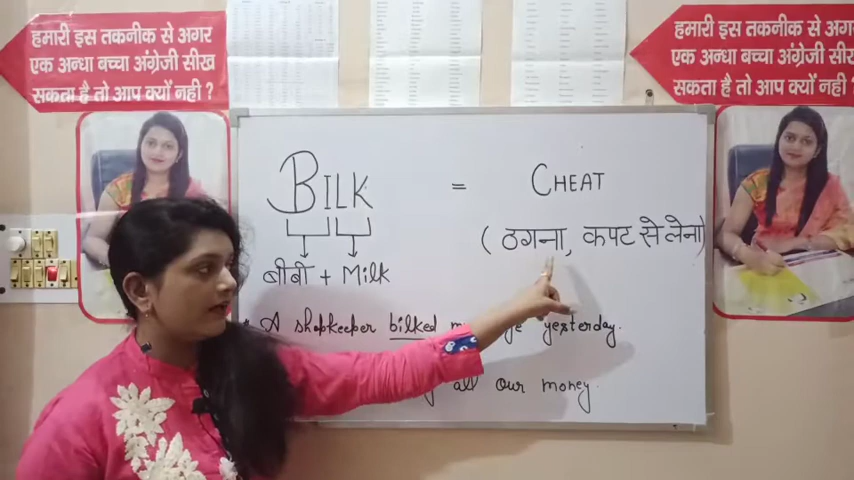 हमारी इस तकनीक से अगर
एक अन्धा बच्चा अंग्रेजी सीख
सकता है तो आप क्यों नहीं ?
हमारी इस तकनीक से अगर
एक अन्धा बच्चा अंग्रेजी सीख
सकता है तो आप क्यों नहीं ?
BILK = CHEAT
(ठगना, कपट से लेना)
बीबी + Milk
A shopkeeper bilked yesterday.
all our money